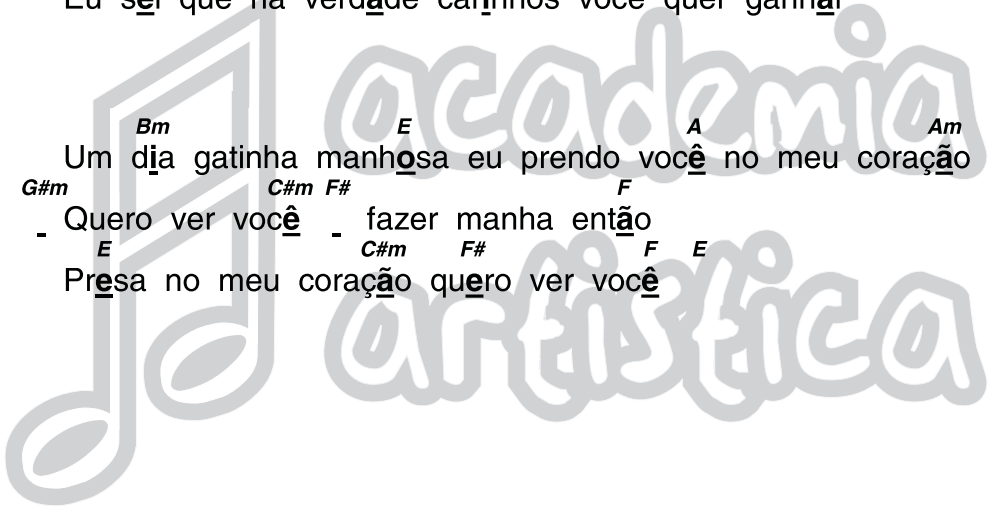 Eu sei que na verdade carinhos você quer ganhar
Bm E A Am
Um dia gatinha manhosa eu prendo você no meu coração
G#m C#m F# F
- Quero ver você - fazer manha então
E C#m F# F E
Presa no meu coração quero ver você
academia
artística